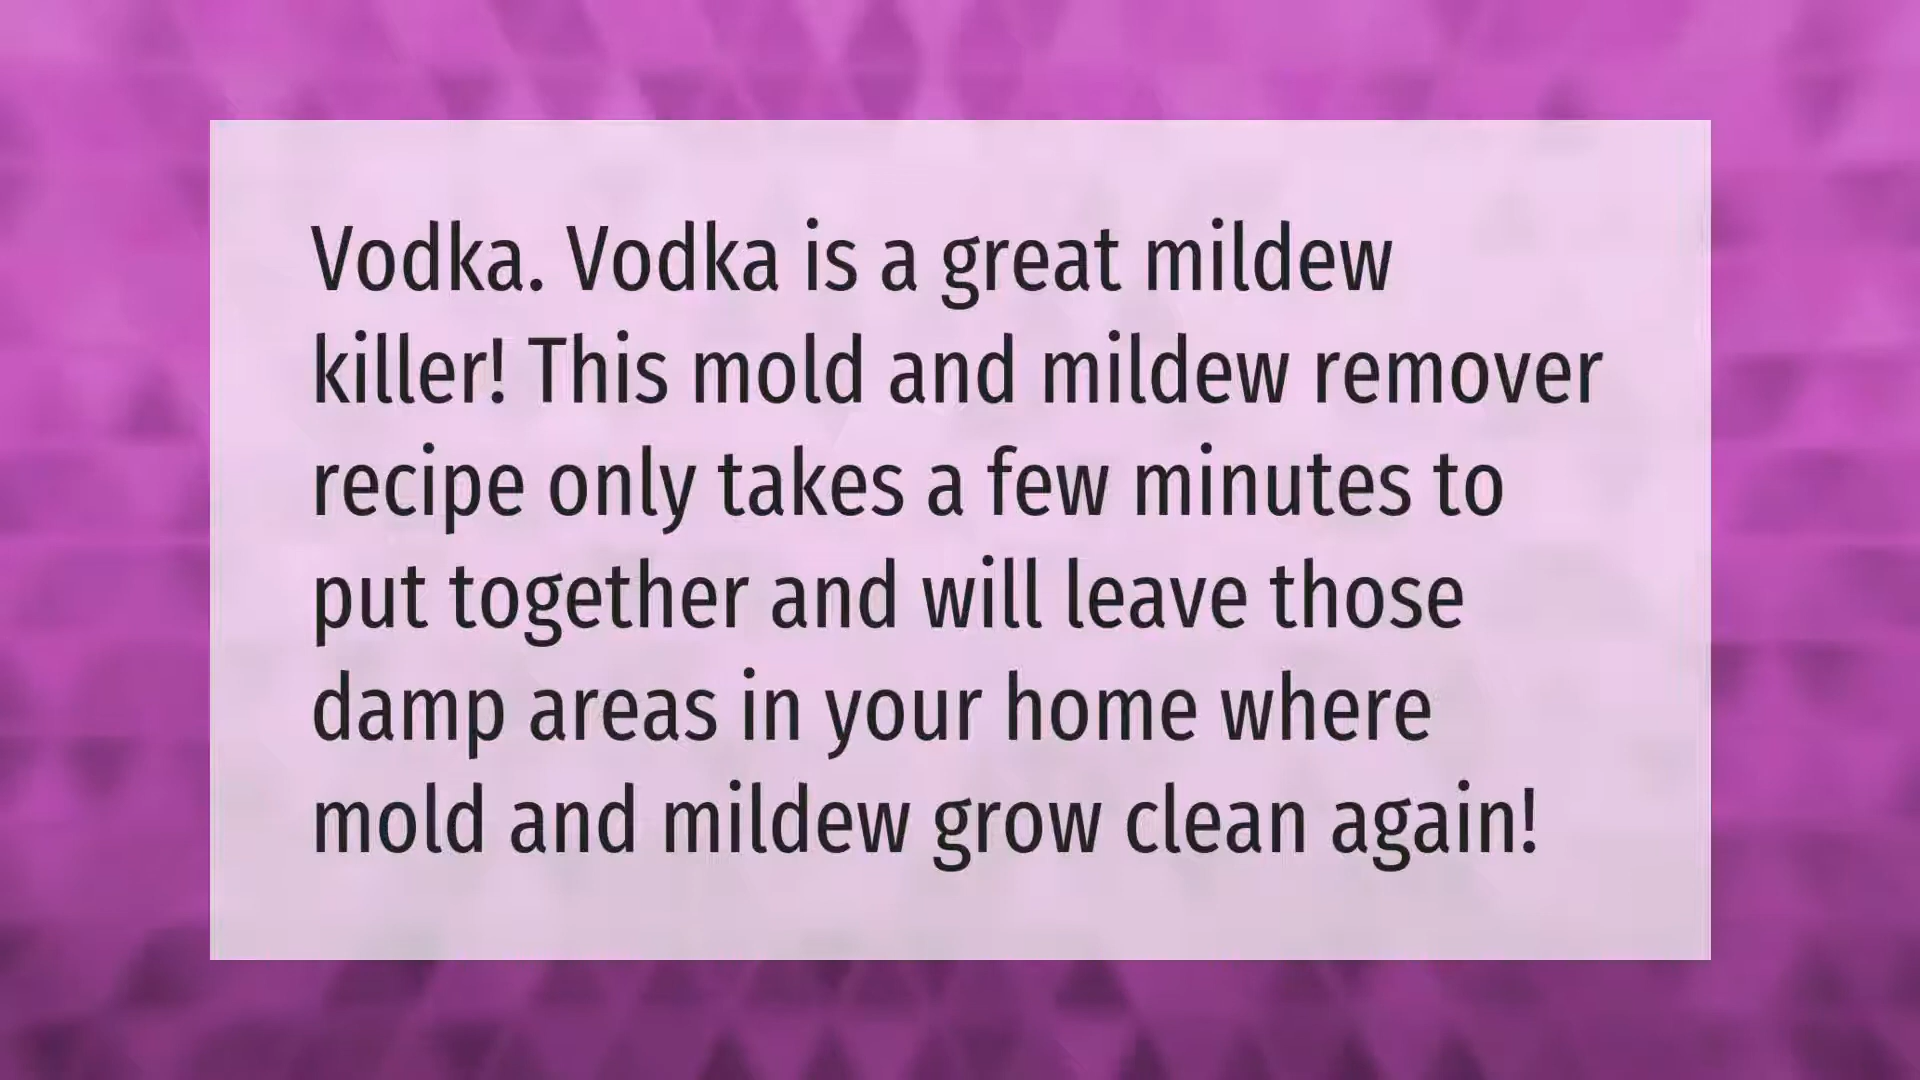 Vodka. Vodka is a great mildew
killer! This mold and mildew remover
recipe only takes a few minutes to
put together and will leave those
damp areas in your home where
mold and mildew grow clean again!